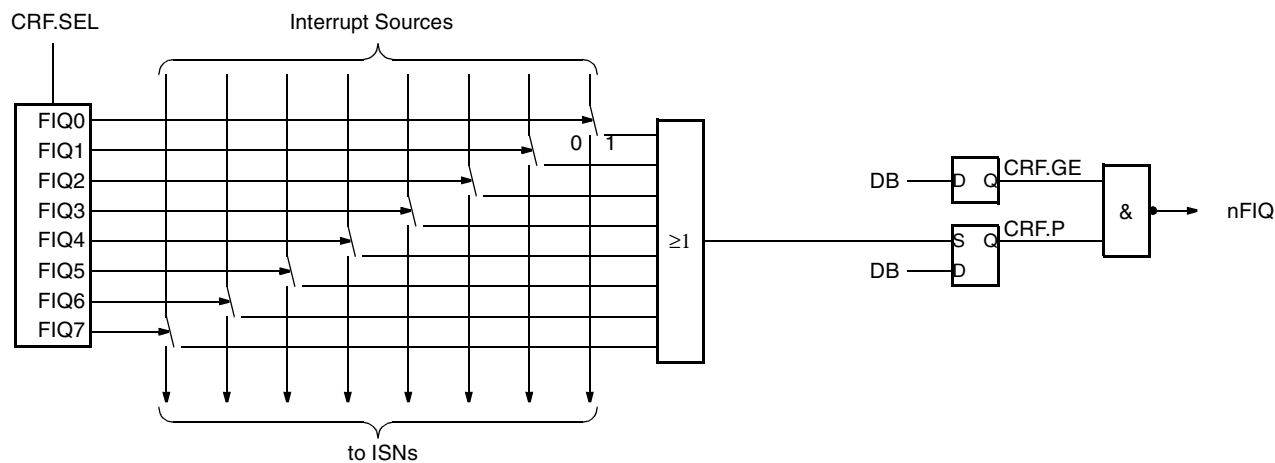 CRF.SEL
Interrupt Sources
FIQ0
0 1
FIQ1
FIQ2
FIQ3
FIQ4
FIQ5
FIQ6
FIQ7
≥1
DB
D Q
CRF.GE
S Q
CRF.P
DB
D
&
nFIQ
to ISNs